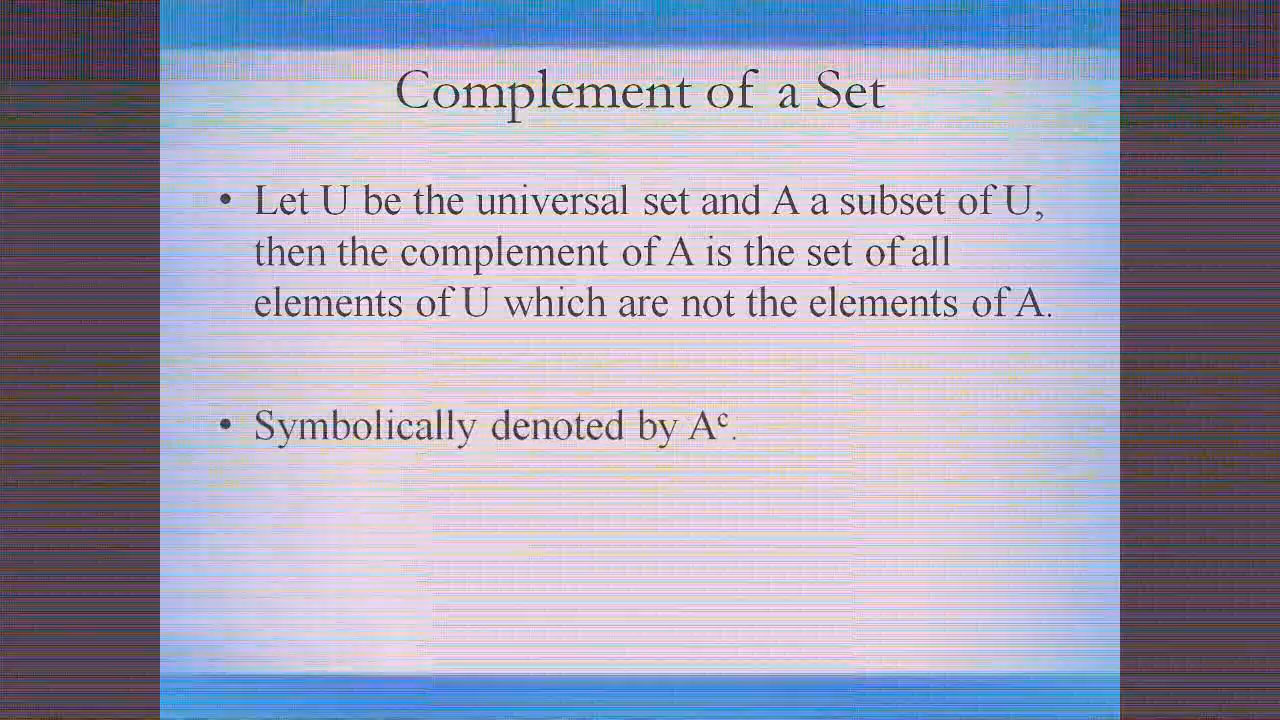 Complement of a Set
• Let U be the universal set and A a subset of U,
then the complement of A is the set of all
elements of U which are not the elements of A.
• Symbolically denoted by Aᶜ.